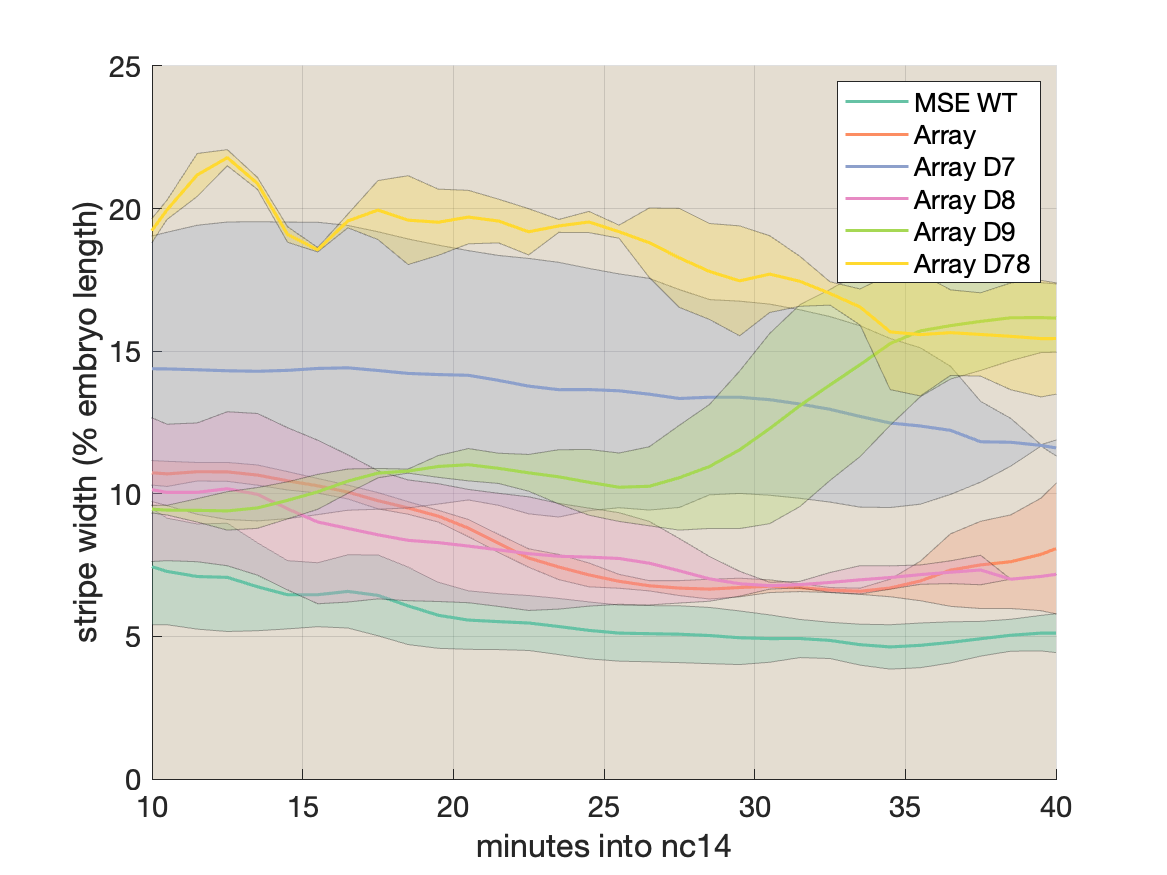 25
20
15
10
5
0
stripe width (% embryo length)
10 15 20 25 30 35 40
minutes into nc14
MSE WT
Array
Array D7
Array D8
Array D9
Array D78